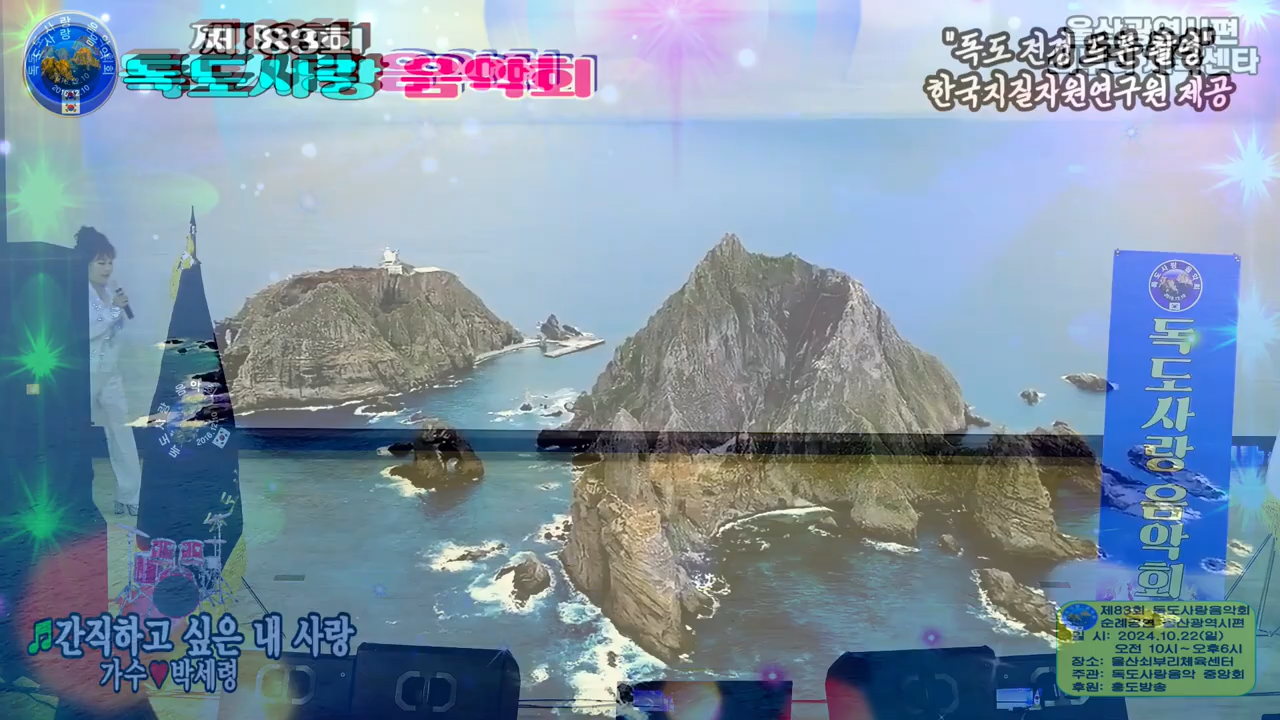 제 83회
독도사랑 음악회
한국지질자원연구원 제공
독도사랑음악회
🎵간직하고 싶은 내 사랑
가수♥박세령
제83회 독도사랑음악회
순례공연 울산광역시편
일 시: 2024.10.22(일)
오전 10시~오후6시
장소: 울산쇠부리체육센터
주관: 독도사랑음악 중앙회
후원: 홍도방송